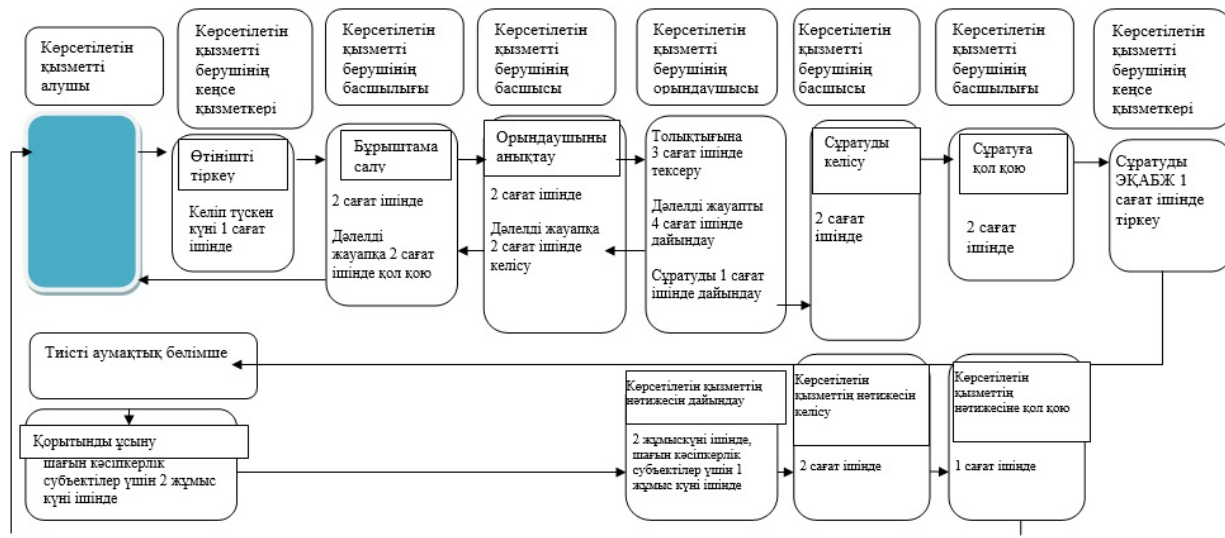 Көрсетілетін
қызметті
алушы
Көрсетілетін
қызметті
берушінің
кеңсе
қызметкері
Көрсетілетін
қызметті
берушінің
басшылығы
Көрсетілетін
қызметті
берушінің
басшысы
Көрсетілетін
қызметті
берушінің
орындаушысы
Көрсетілетін
қызметті
берушінің
басшысы
Көрсетілетін
қызметті
берушінің
басшылығы
Көрсетілетін
қызметті
берушінің
кеңсе
қызметкері
Өтінішті
тіркеу
Келіп түскен
күні 1 сағат
ішінде
Бұрыштама
салу
2 сағат ішінде
Дәлелді
жауапқа 2 сағат
ішінде қол қою
Орындаушыны
анықтау
2 сағат ішінде
Дәлелді жауапқа
2 сағат ішінде
келісу
Толықтығына
3 сағат ішінде
тексеру
Дәлелді жауапты
4 сағат ішінде
дайындау
Сұратуды 1 сағат
ішінде дайындау
Сұратуды
келісу
2 сағат
ішінде
Сұратуға
қол қою
2 сағат
ішінде
Сұратуды
ЭҚАБЖ 1
сағат ішінде
тіркеу
Тиісті аумақтық бөлімше
Қорытынды ұсыну
шағын кәсіпкерлік
субъектілер үшін 2 жұмыс
күні ішінде
Көрсетілетін қызметтің
нәтижесін дайындау
2 жұмыскүні ішінде,
шағын кәсіпкерлік
субъектілер үшін 1
жұмыс күні ішінде
Көрсетілетін
қызметтің нәтижесін
келісу
2 сағат ішінде
Көрсетілетін
қызметтің
нәтижесіне қол қою
1 сағат ішінде